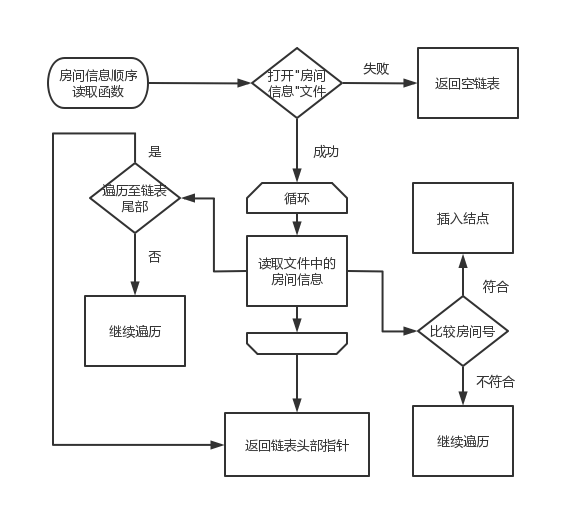 房间信息顺序
读取函数
打开"房间
信息"文件
失败
返回空链表
成功
是
遍历至链表
尾部
循环
插入结点
否
读取文件中的
房间信息
符合
继续遍历
比较房间号
不符合
返回链表头部指针
继续遍历